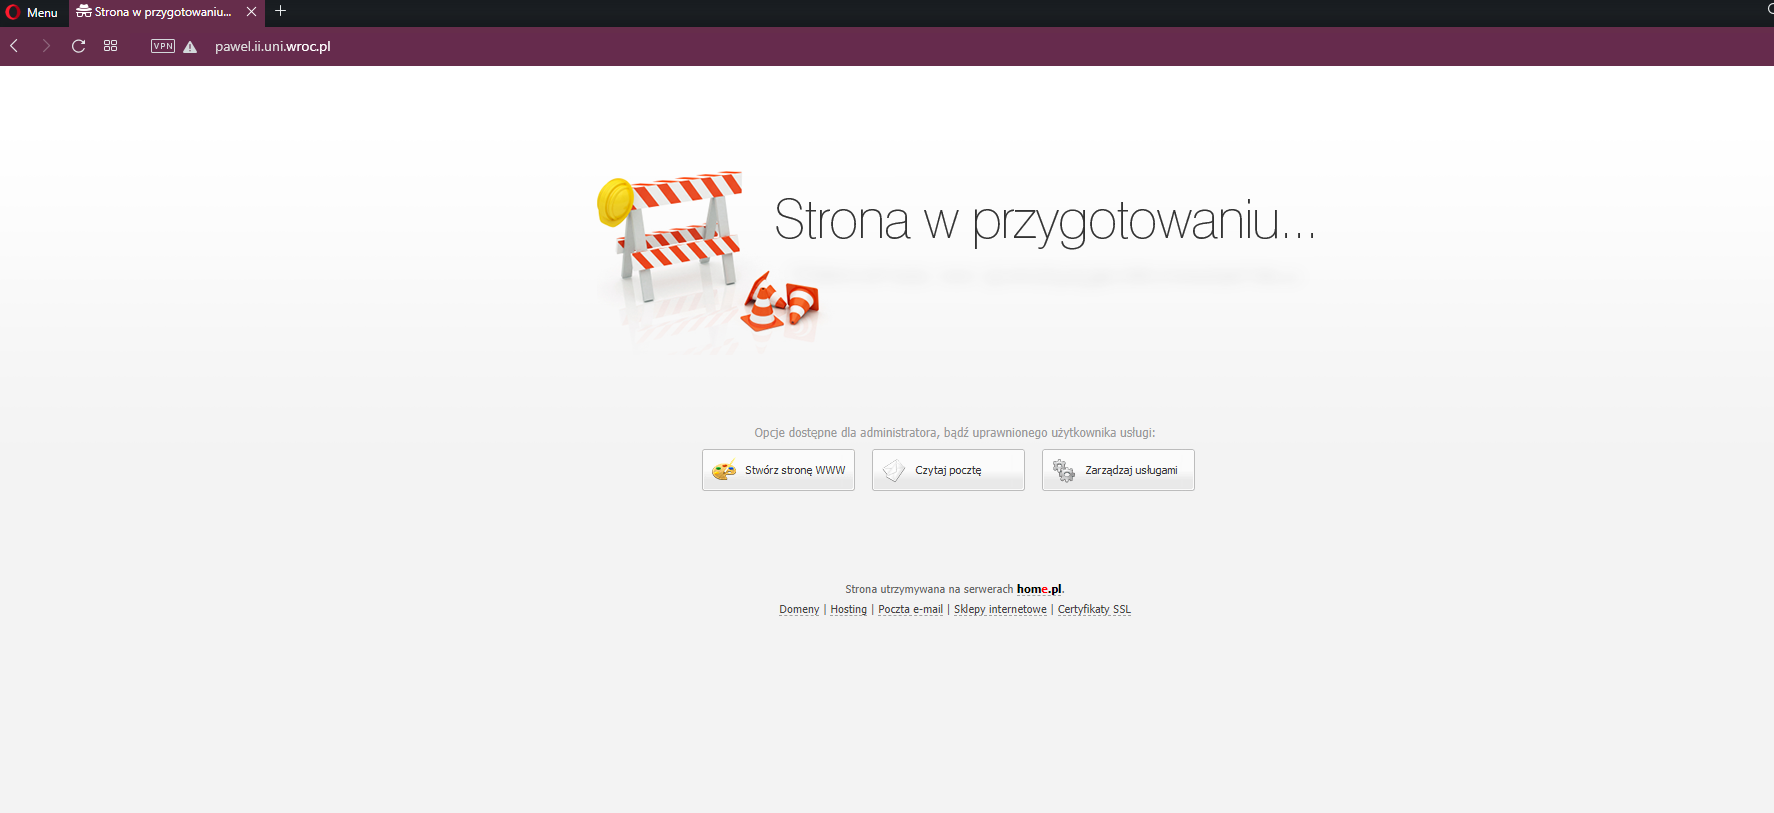 Menu
Strona w przygotowaniu...
VPN
pawel.ii.uni.wroc.pl
Strona w przygotowaniu...
Opcje dostępne dla administratora, bądź uprawnionego użytkownika usługi:
Stwórz stronę WWW
Czytaj pocztę
Zarządzaj usługami
Strona utrzymywana na serwerach home.pl.
Domeny | Hosting | Poczta e-mail | Sklepy internetowe | Certyfikaty SSL